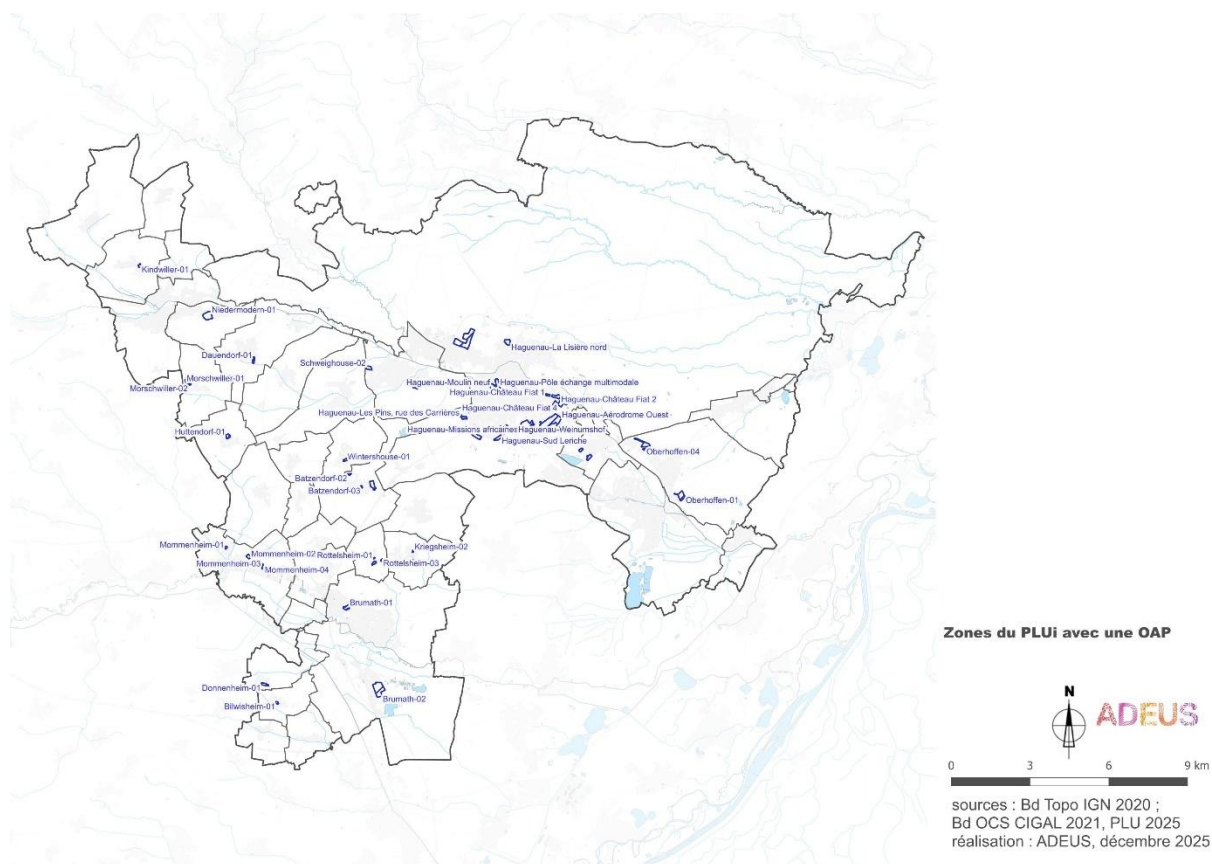 Kindwiller-01
Niedermodern-01
Haguenau-La Lisière nord
Dauendorf-01
Schweighouse-02
Morschwiller-01
Morschwiller-02
Haguenau-Moulin neuf
Haguenau-Pôle échange multimodale
Haguenau-Château Fiat 1
Haguenau-Château Fiat 2
Haguenau-Château Fiat 4
Haguenau-Les Pins, rue des Carrières
Haguenau-Aérodrome Ouest
Haguenau-Missions africaines
Haguenau-Weinumshof
Huttendorf-01
Haguenau-Sud Leriche
Oberhoffen-04
Wintershouse-01
Batzendorf-02
Batzendorf-03
Oberhoffen-01
Mommenheim-01
Mommenheim-02
Mommenheim-03
Mommenheim-04
Rottelsheim-01
Kriegsheim-02
Rottelsheim-03
Brumath-01
Donnenheim-01
Bilwisheim-01
Brumath-02
Zones du PLUi avec une OAP
N
ADEUS
0 3 6 9 km
sources : Bd Topo IGN 2020 ;
Bd OCS CIGAL 2021, PLU 2025
réalisation : ADEUS, décembre 2025